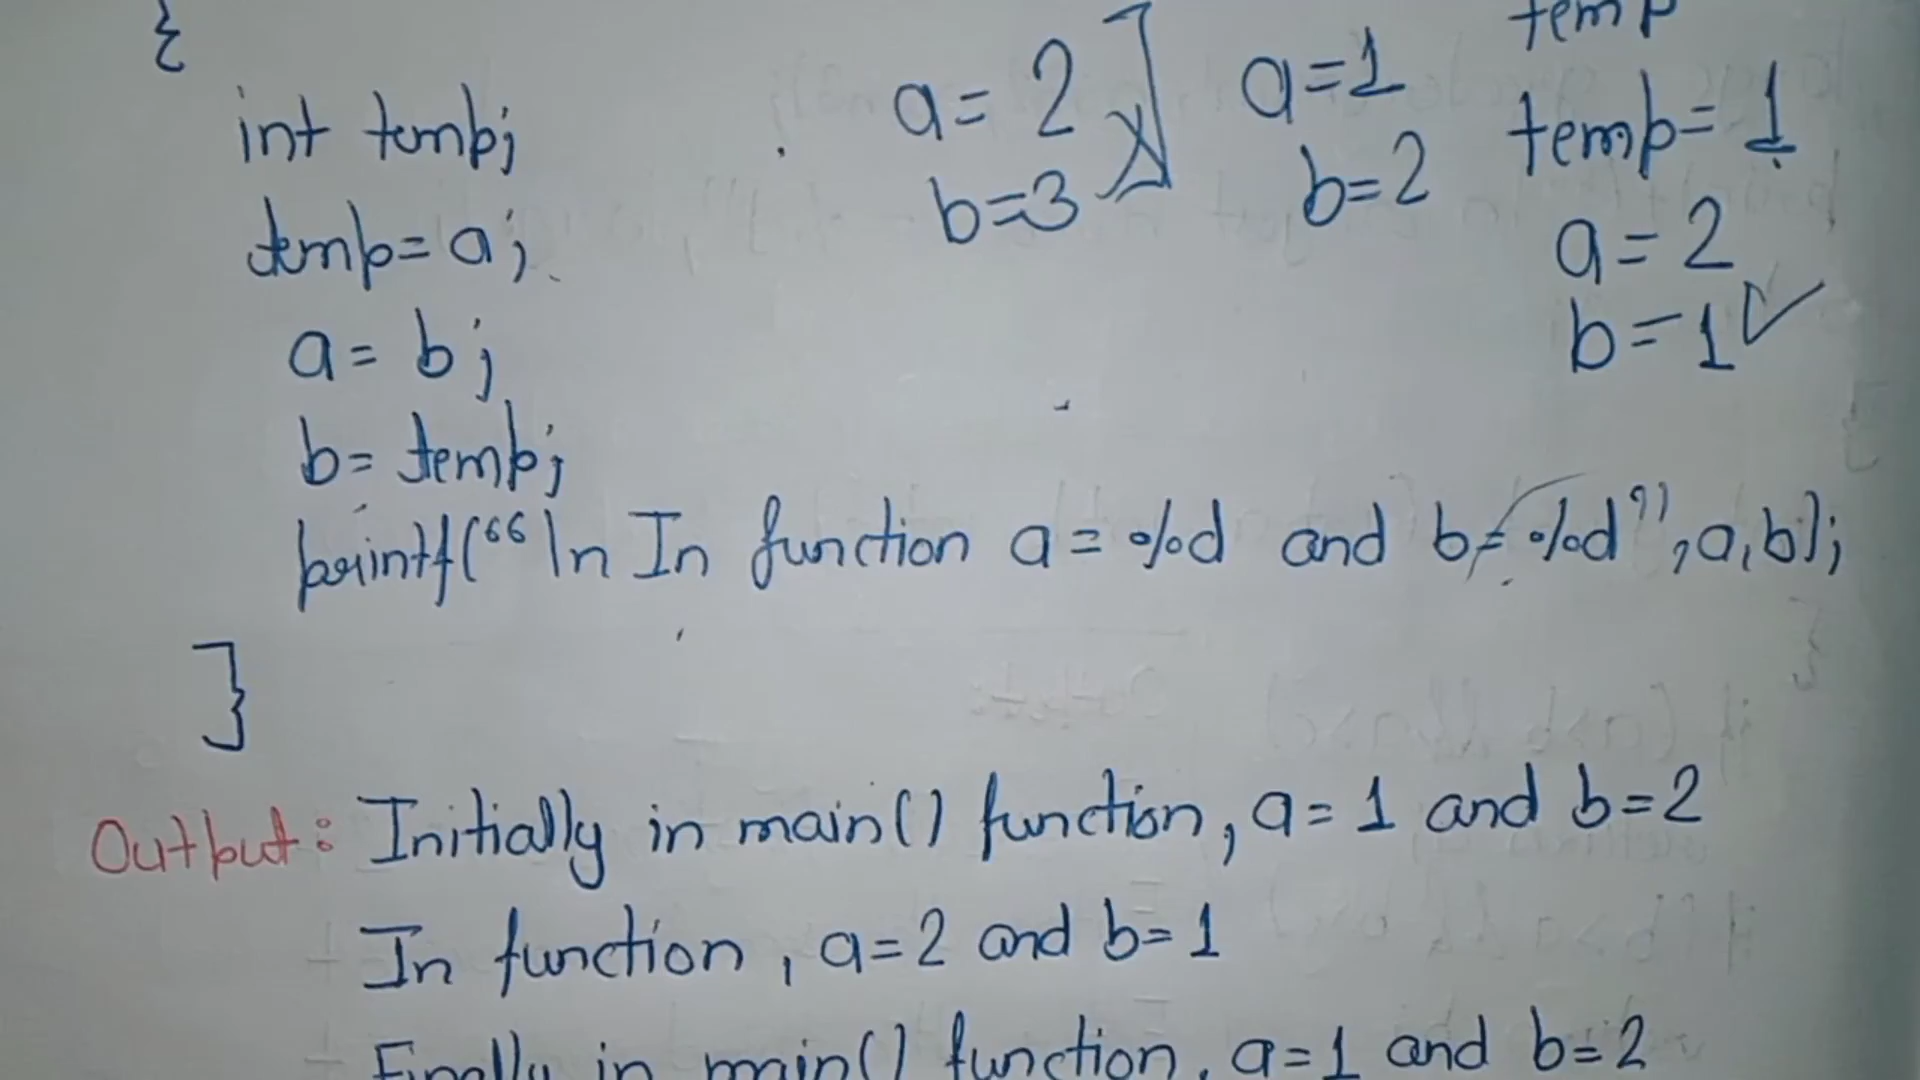 {
int temp;
temp=a;
a=b;
b=temp;
printf("\n In function a=%d and b=%d",a,b);
}
a=2
b=3
a=1
b=2
temp
temp=1
a=2
b=1
Output: Initially in main() function, a=1 and b=2
In function, a=2 and b=1
Finally in main() function, a=1 and b=2